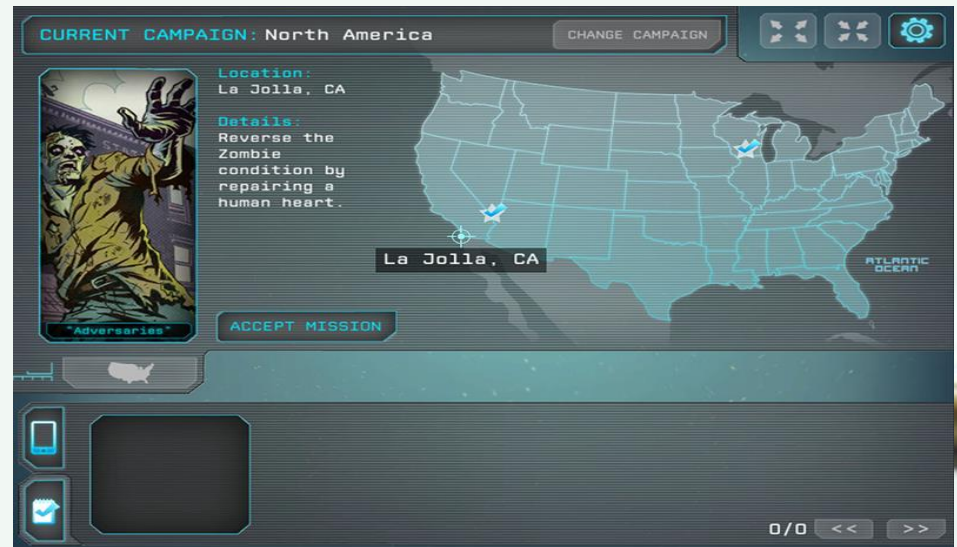 CURRENT CAMPAIGN: North America
CHANGE CAMPAIGN
Location:
La Jolla, CA
Details:
Reverse the
Zombie
condition by
repairing a
human heart.
La Jolla, CA
ATLANTIC
OCEAN
"Adversaries"
ACCEPT MISSION
0/0 << >>